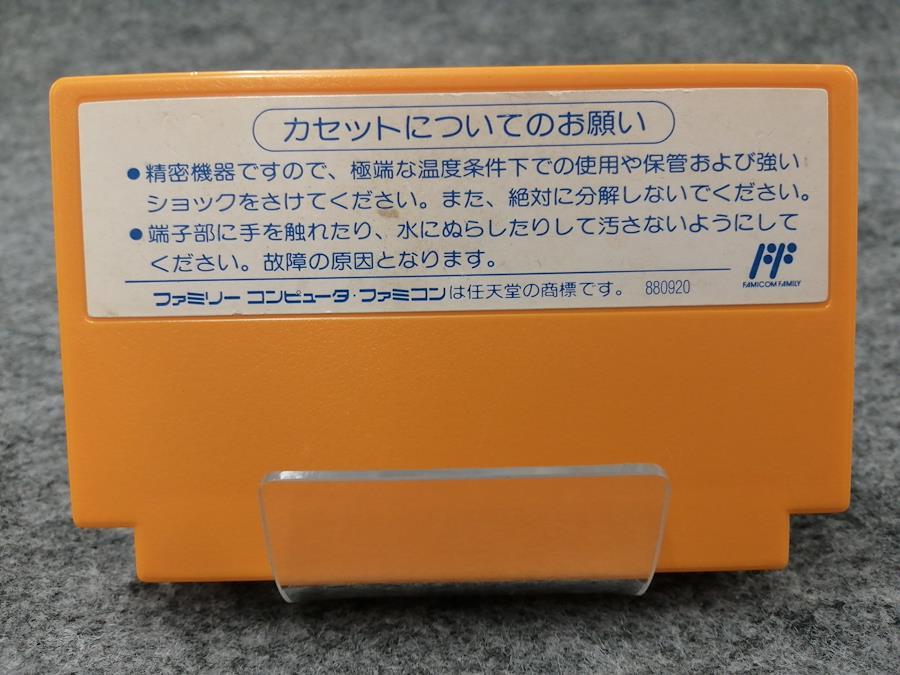 カセットについてのお願い
●精密機器ですので、極端な温度条件下での使用や保管および強い
ショックをさけてください。また、絶対に分解しないでください。
●端子部に手を触れたり、水にぬらしたりして汚さないようにして
ください。故障の原因となります。
FF
FAMICOM FAMILY
ファミリー コンピュータ・ファミコンは任天堂の商標です。 880920